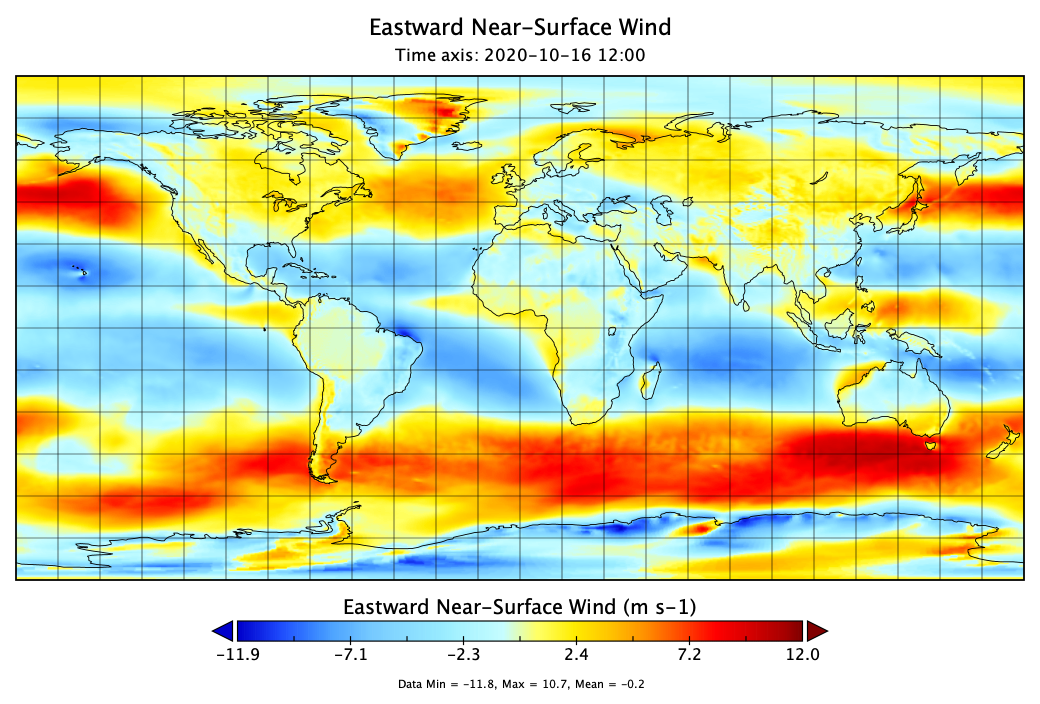 Eastward Near-Surface Wind
Time axis: 2020-10-16 12:00
Eastward Near-Surface Wind (m s-1)
-11.9 -7.1 -2.3 2.4 7.2 12.0
Data Min = -11.8, Max = 10.7, Mean = -0.2